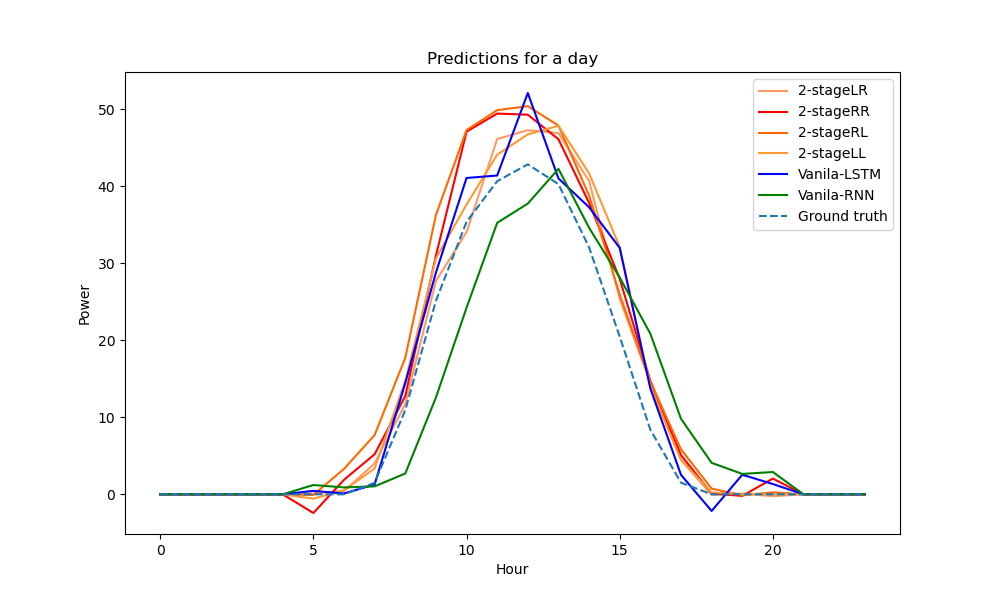 Predictions for a day
2-stageLR
2-stageRR
2-stageRL
2-stageLL
Vanila-LSTM
Vanila-RNN
Ground truth
Power
50
40
30
20
10
0
0 5 10 15 20
Hour